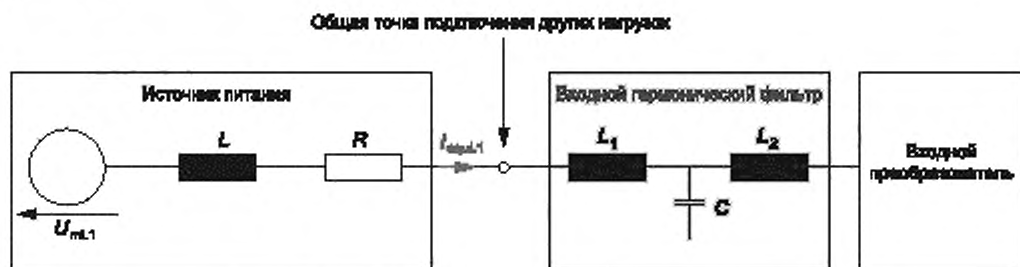 Общая точка подключения других нагрузок
Источник питания
Входной гармонический фильтр
L
R
L₁
L₂
Входной
преобразователь
C